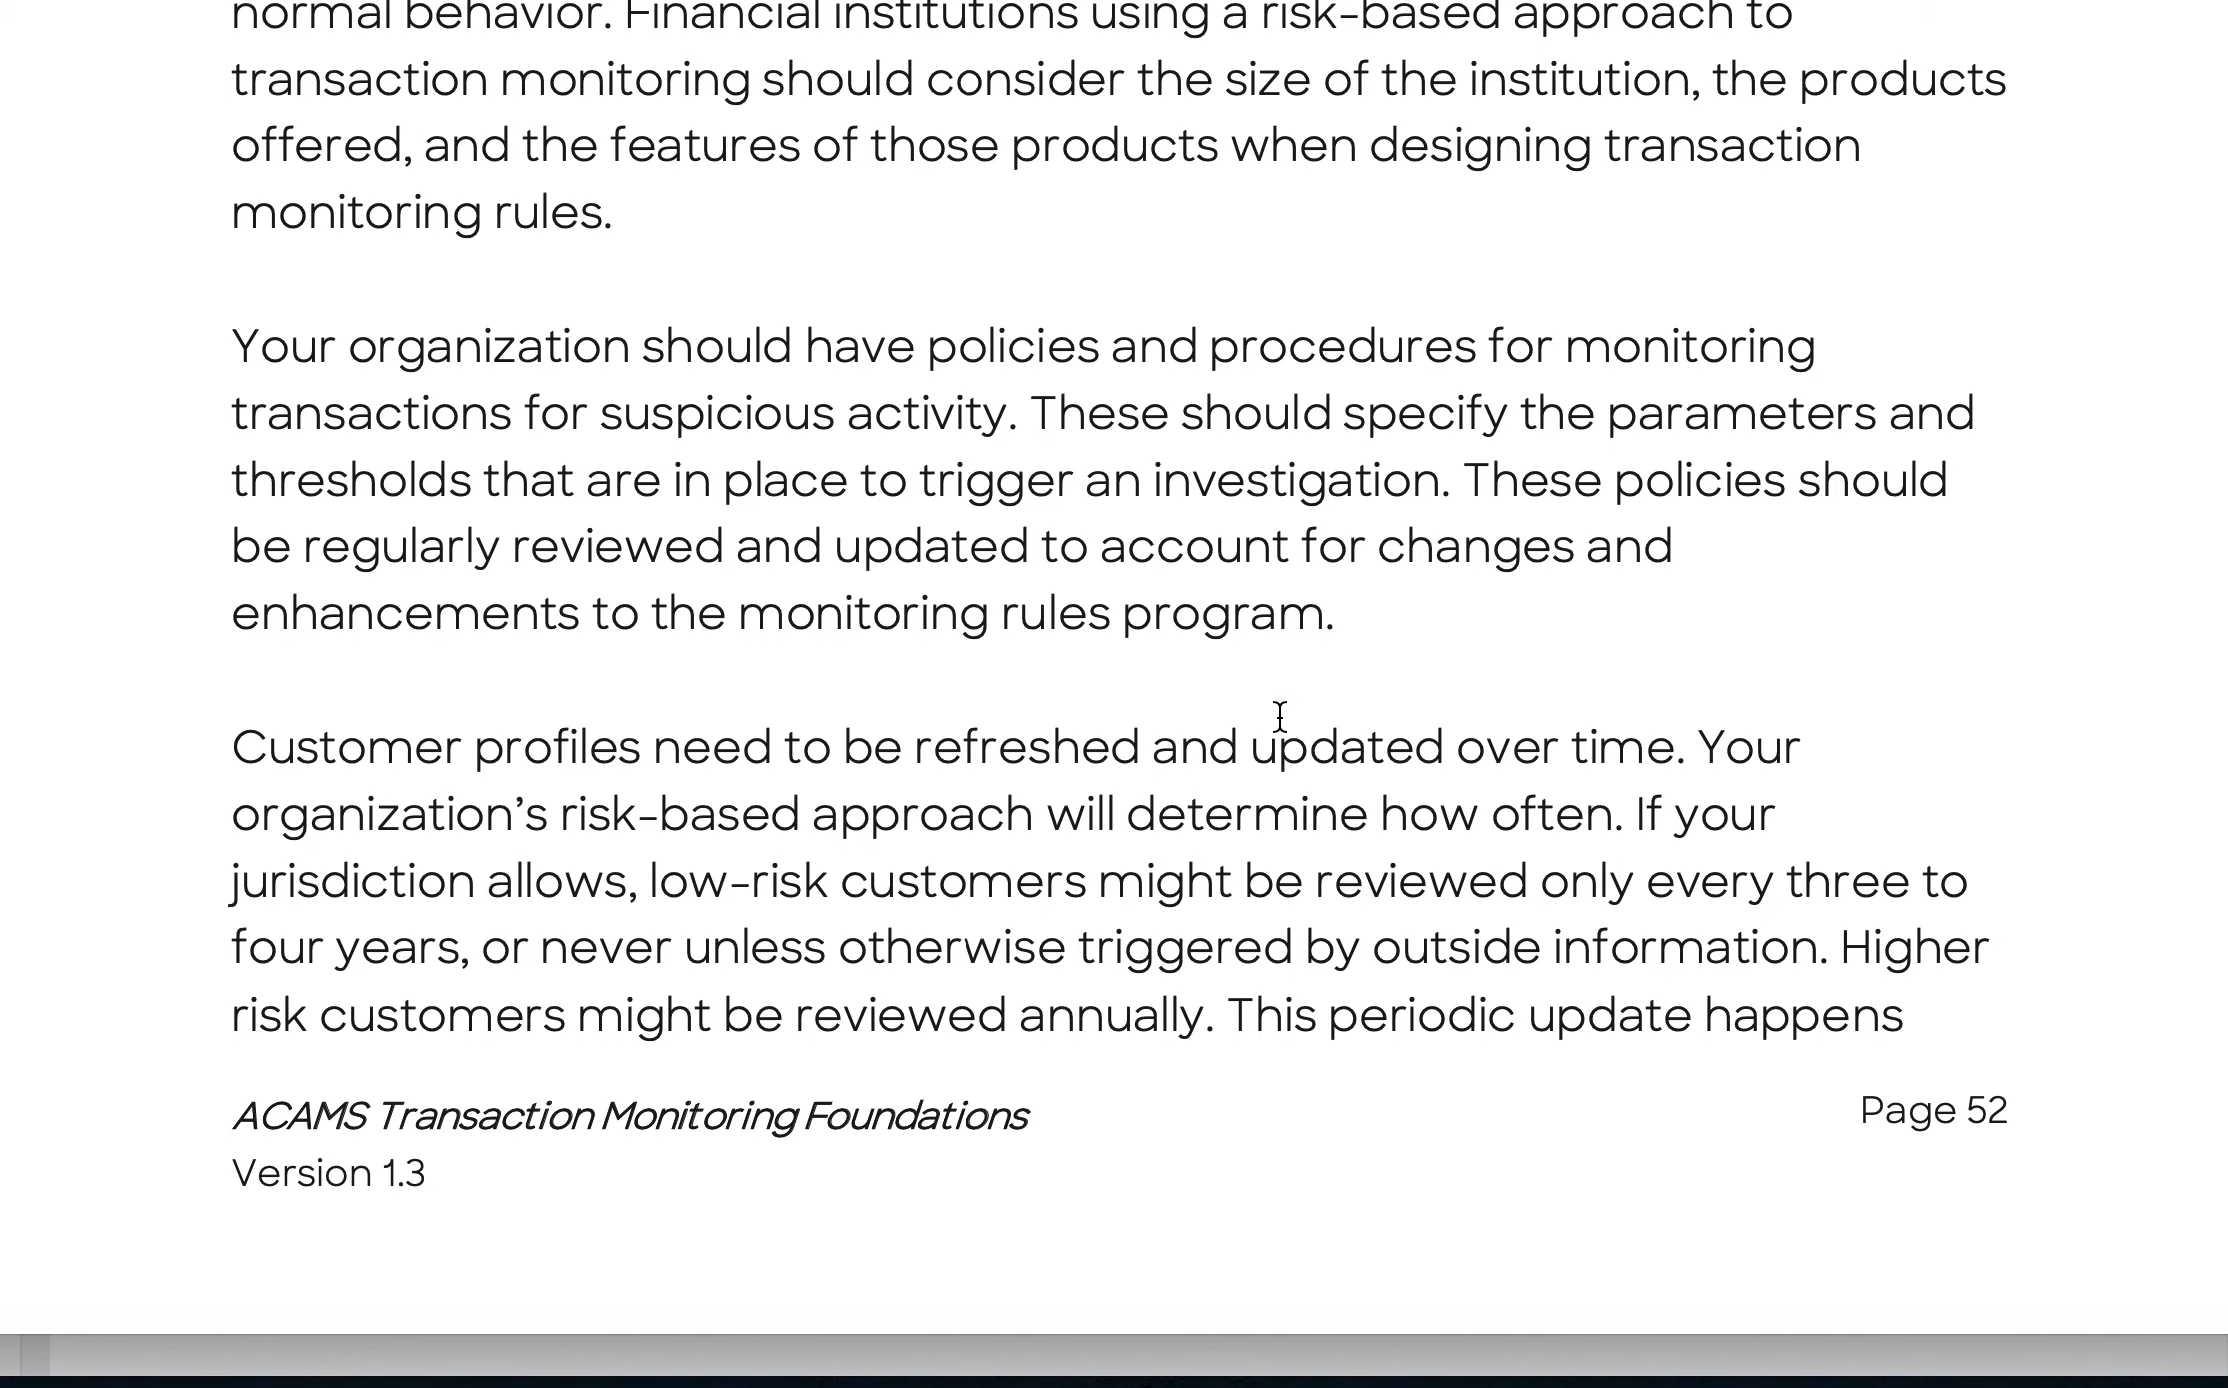 normal behavior. Financial institutions using a risk-based approach to
transaction monitoring should consider the size of the institution, the products
offered, and the features of those products when designing transaction
monitoring rules.
Your organization should have policies and procedures for monitoring
transactions for suspicious activity. These should specify the parameters and
thresholds that are in place to trigger an investigation. These policies should
be regularly reviewed and updated to account for changes and
enhancements to the monitoring rules program.
Customer profiles need to be refreshed and updated over time. Your
organization’s risk-based approach will determine how often. If your
jurisdiction allows, low-risk customers might be reviewed only every three to
four years, or never unless otherwise triggered by outside information. Higher
risk customers might be reviewed annually. This periodic update happens
ACAMS Transaction Monitoring Foundations
Page 52
Version 1.3